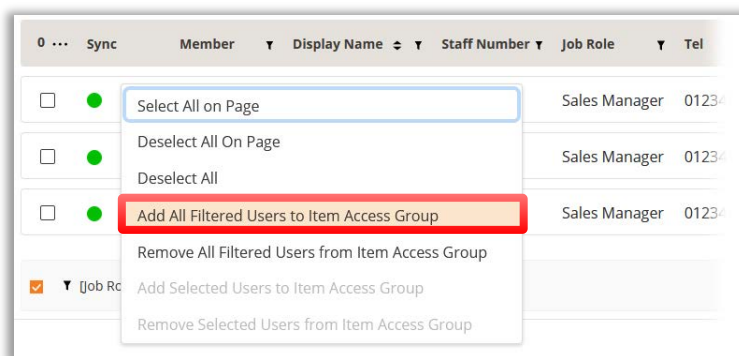 0 ... Sync Member Display Name Staff Number Job Role Tel
Select All on Page
Sales Manager 01234
Deselect All On Page
Sales Manager 0123
Deselect All
Add All Filtered Users to Item Access Group
Sales Manager 0123
Remove All Filtered Users from Item Access Group
[Job Ro
Add Selected Users to Item Access Group
Remove Selected Users from Item Access Group